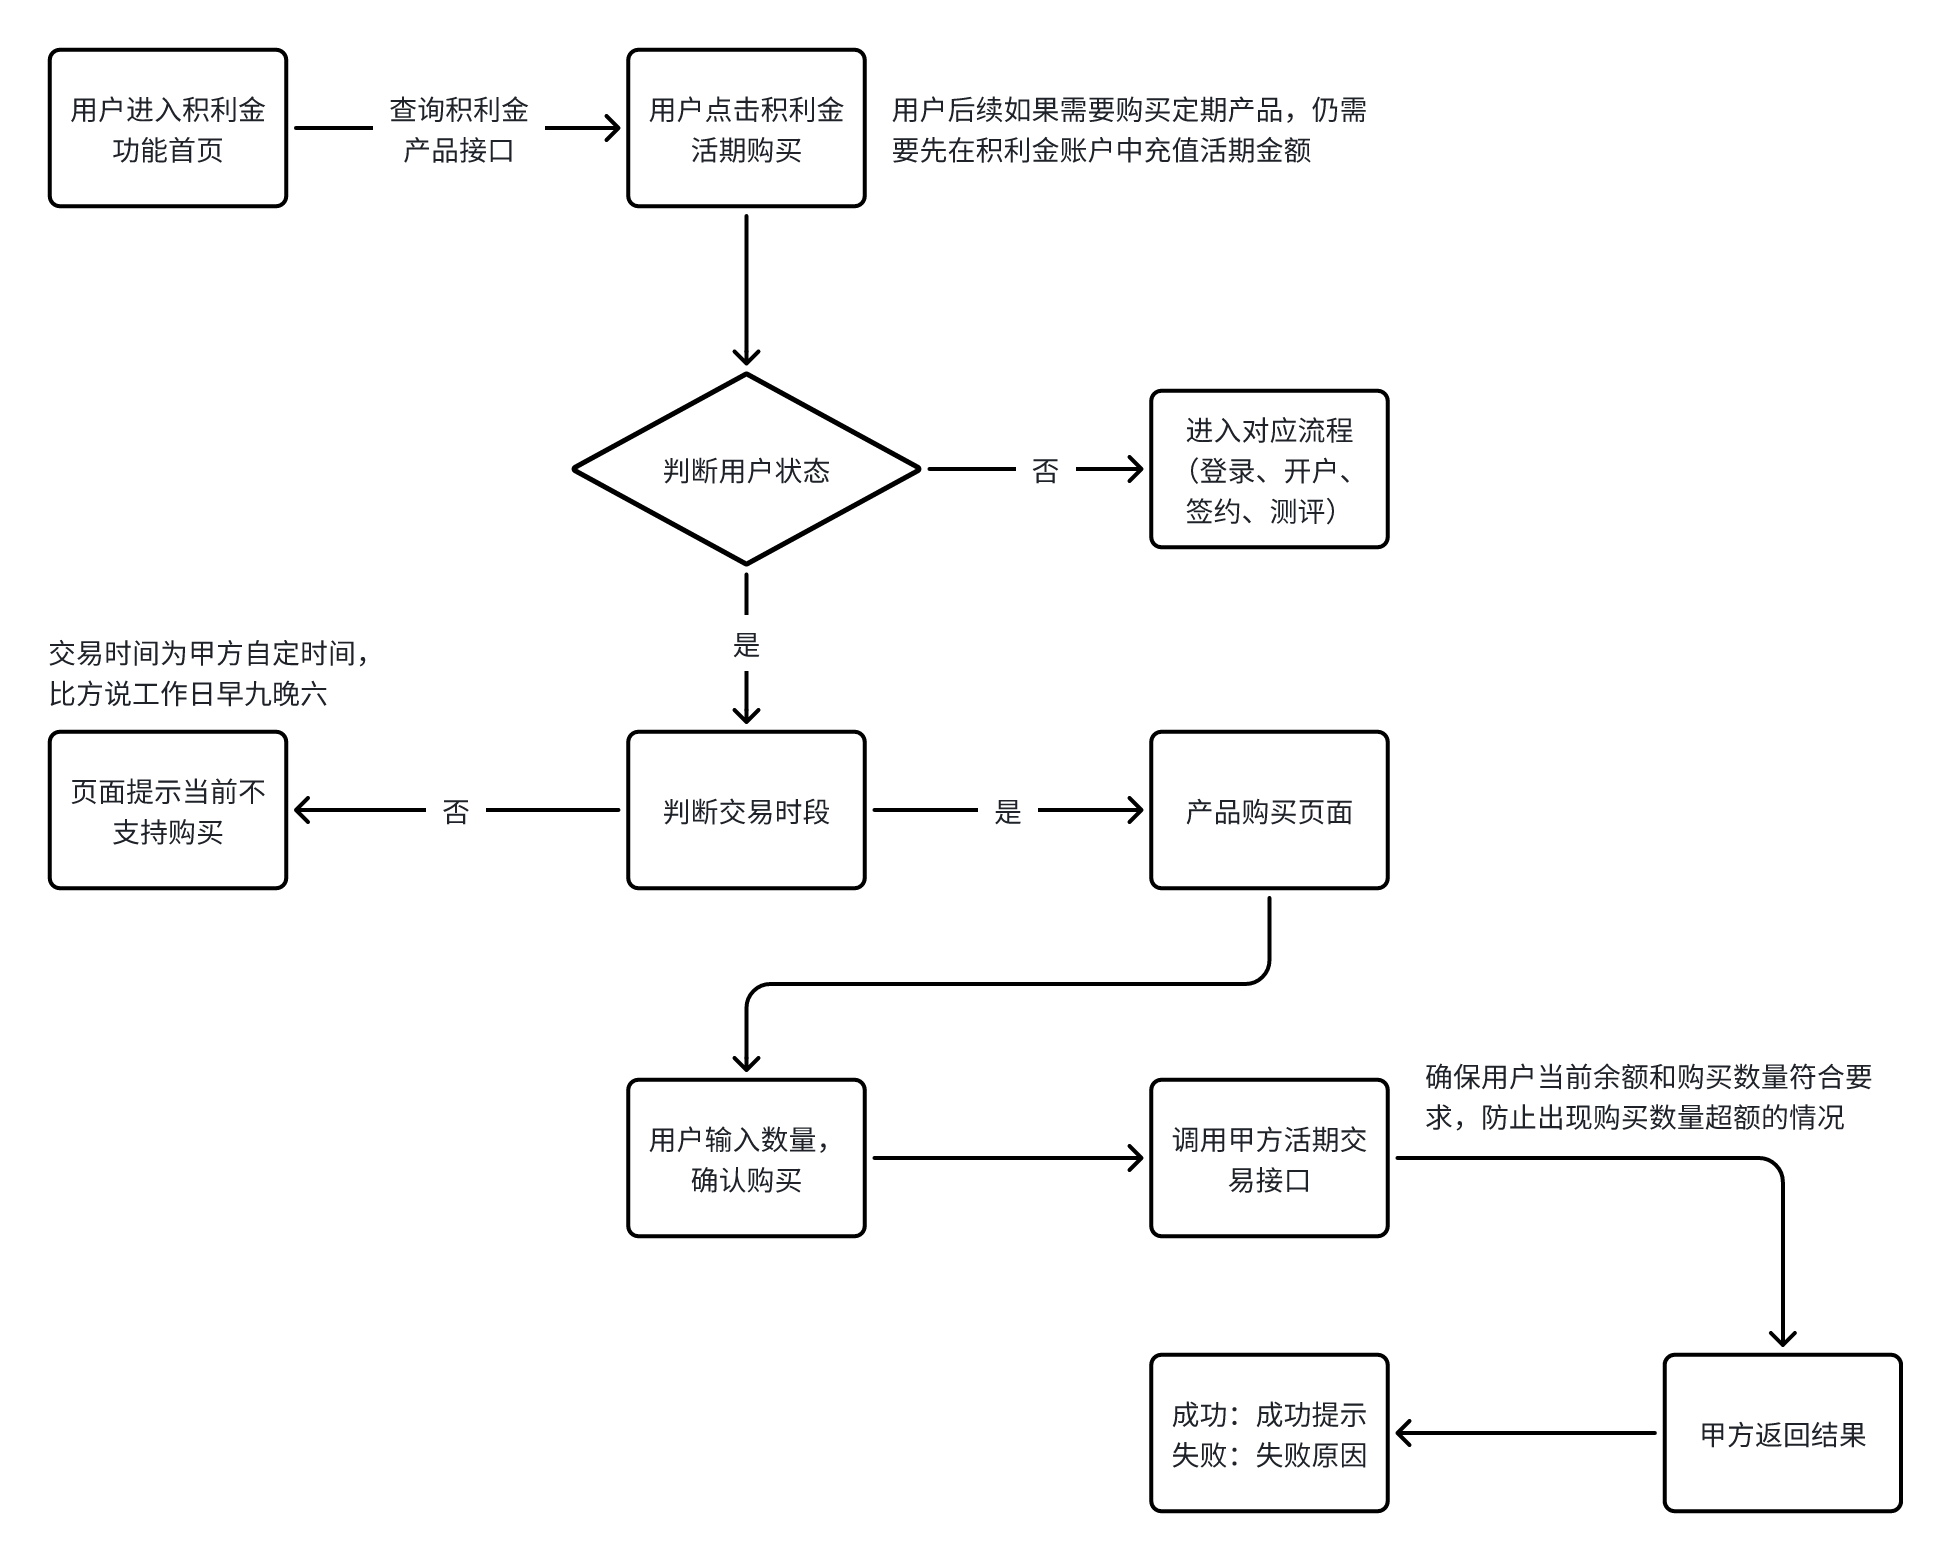 用户进入积利金
功能首页
查询积利金
产品接口
用户点击积利金
活期购买
用户后续如果需要购买定期产品，仍需
要先在积利金账户中充值活期金额
判断用户状态
否
进入对应流程
（登录、开户、
签约、测评）
是
交易时间为甲方自定时间，
比方说工作日早九晚六
页面提示当前不
支持购买
否
判断交易时段
是
产品购买页面
用户输入数量，
确认购买
调用甲方活期交
易接口
确保用户当前余额和购买数量符合要
求，防止出现购买数量超额的情况
成功：成功提示
失败：失败原因
甲方返回结果